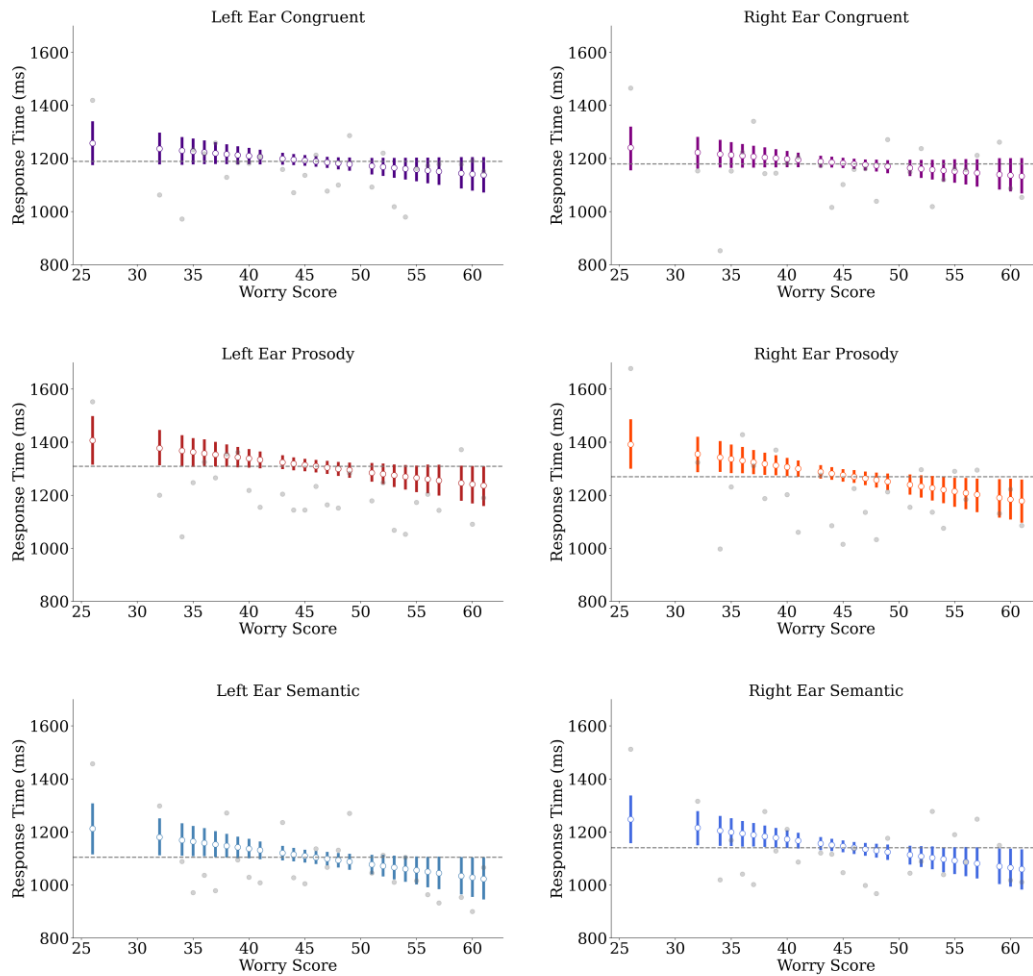 Left Ear Congruent
Response Time (ms)
1600
1400
1200
1000
800
25 30 35 40 45 50 55 60
Worry Score
Right Ear Congruent
Response Time (ms)
1600
1400
1200
1000
800
25 30 35 40 45 50 55 60
Worry Score
Left Ear Prosody
Response Time (ms)
1600
1400
1200
1000
800
25 30 35 40 45 50 55 60
Worry Score
Right Ear Prosody
Response Time (ms)
1600
1400
1200
1000
800
25 30 35 40 45 50 55 60
Worry Score
Left Ear Semantic
Response Time (ms)
1600
1400
1200
1000
800
25 30 35 40 45 50 55 60
Worry Score
Right Ear Semantic
Response Time (ms)
1600
1400
1200
1000
800
25 30 35 40 45 50 55 60
Worry Score